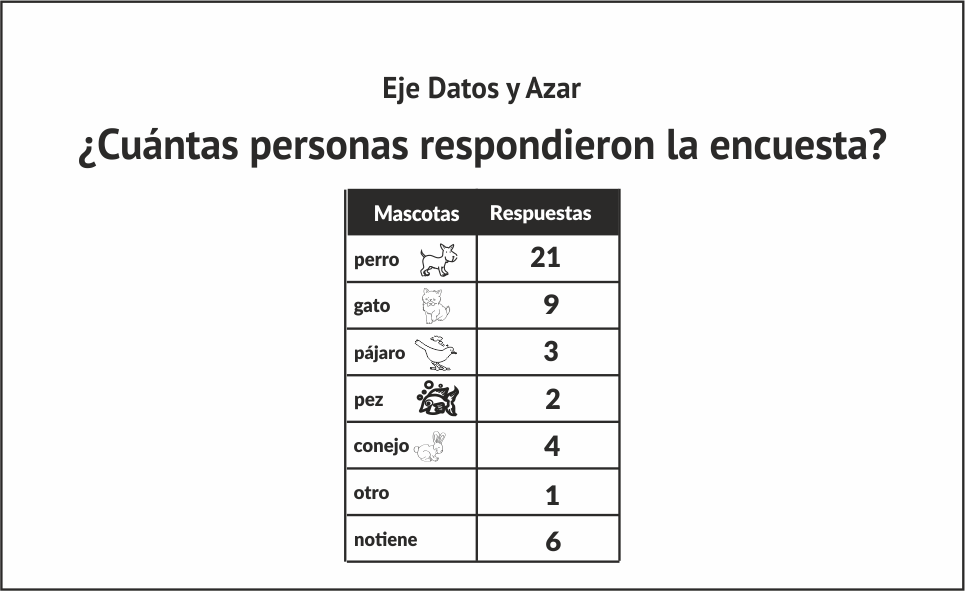 Eje Datos y Azar
¿Cuántas personas respondieron la encuesta?
Mascotas Respuestas
perro 21
gato 9
pájaro 3
pez 2
conejo 4
otro 1
notiene 6